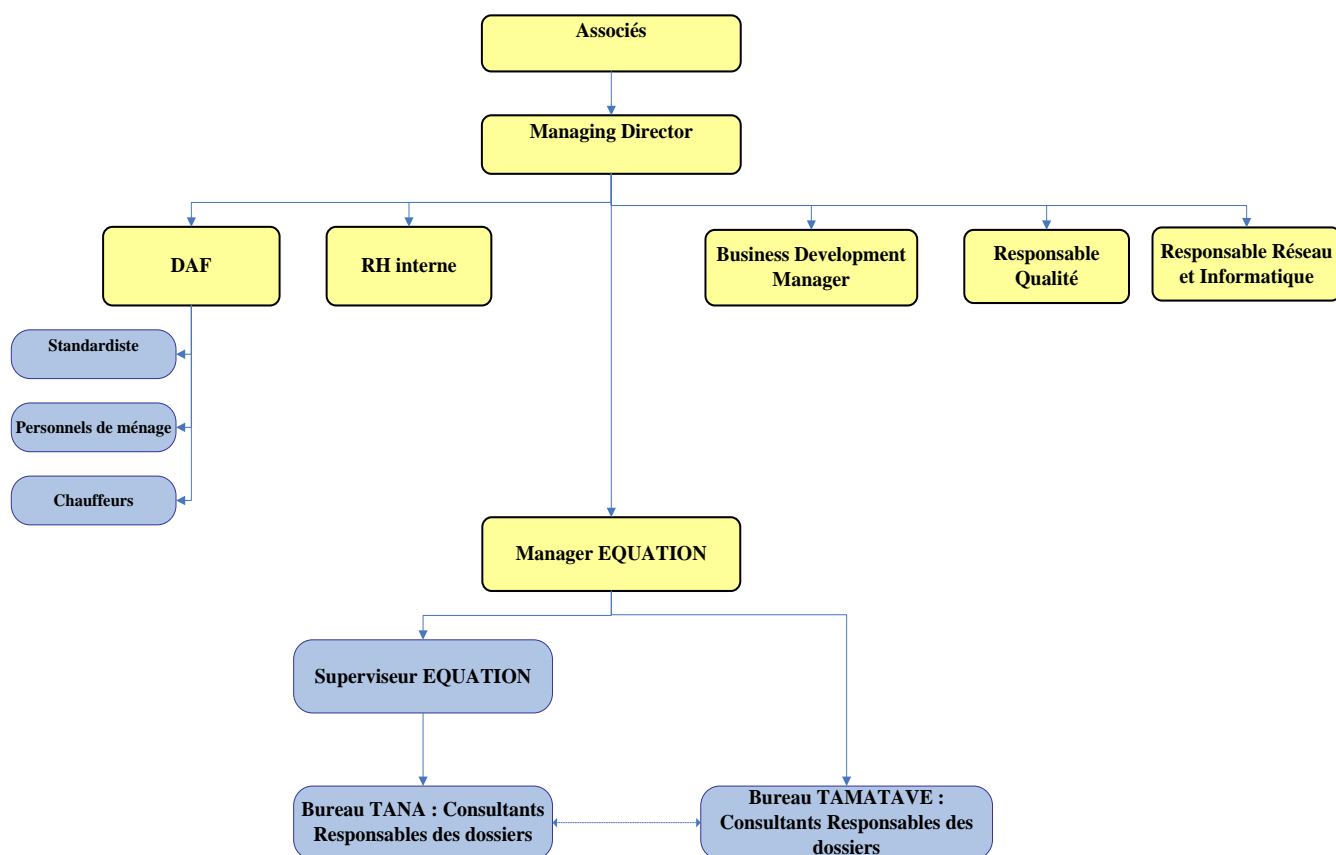 Associés
Managing Director
DAF
RH interne
Business Development
Manager
Responsable
Qualité
Responsable Réseau
et Informatique
Standardiste
Personnels de ménage
Chauffeurs
Manager EQUATION
Superviseur EQUATION
Bureau TANA : Consultants
Responsables des dossiers
Bureau TAMATAVE :
Consultants Responsables des
dossiers